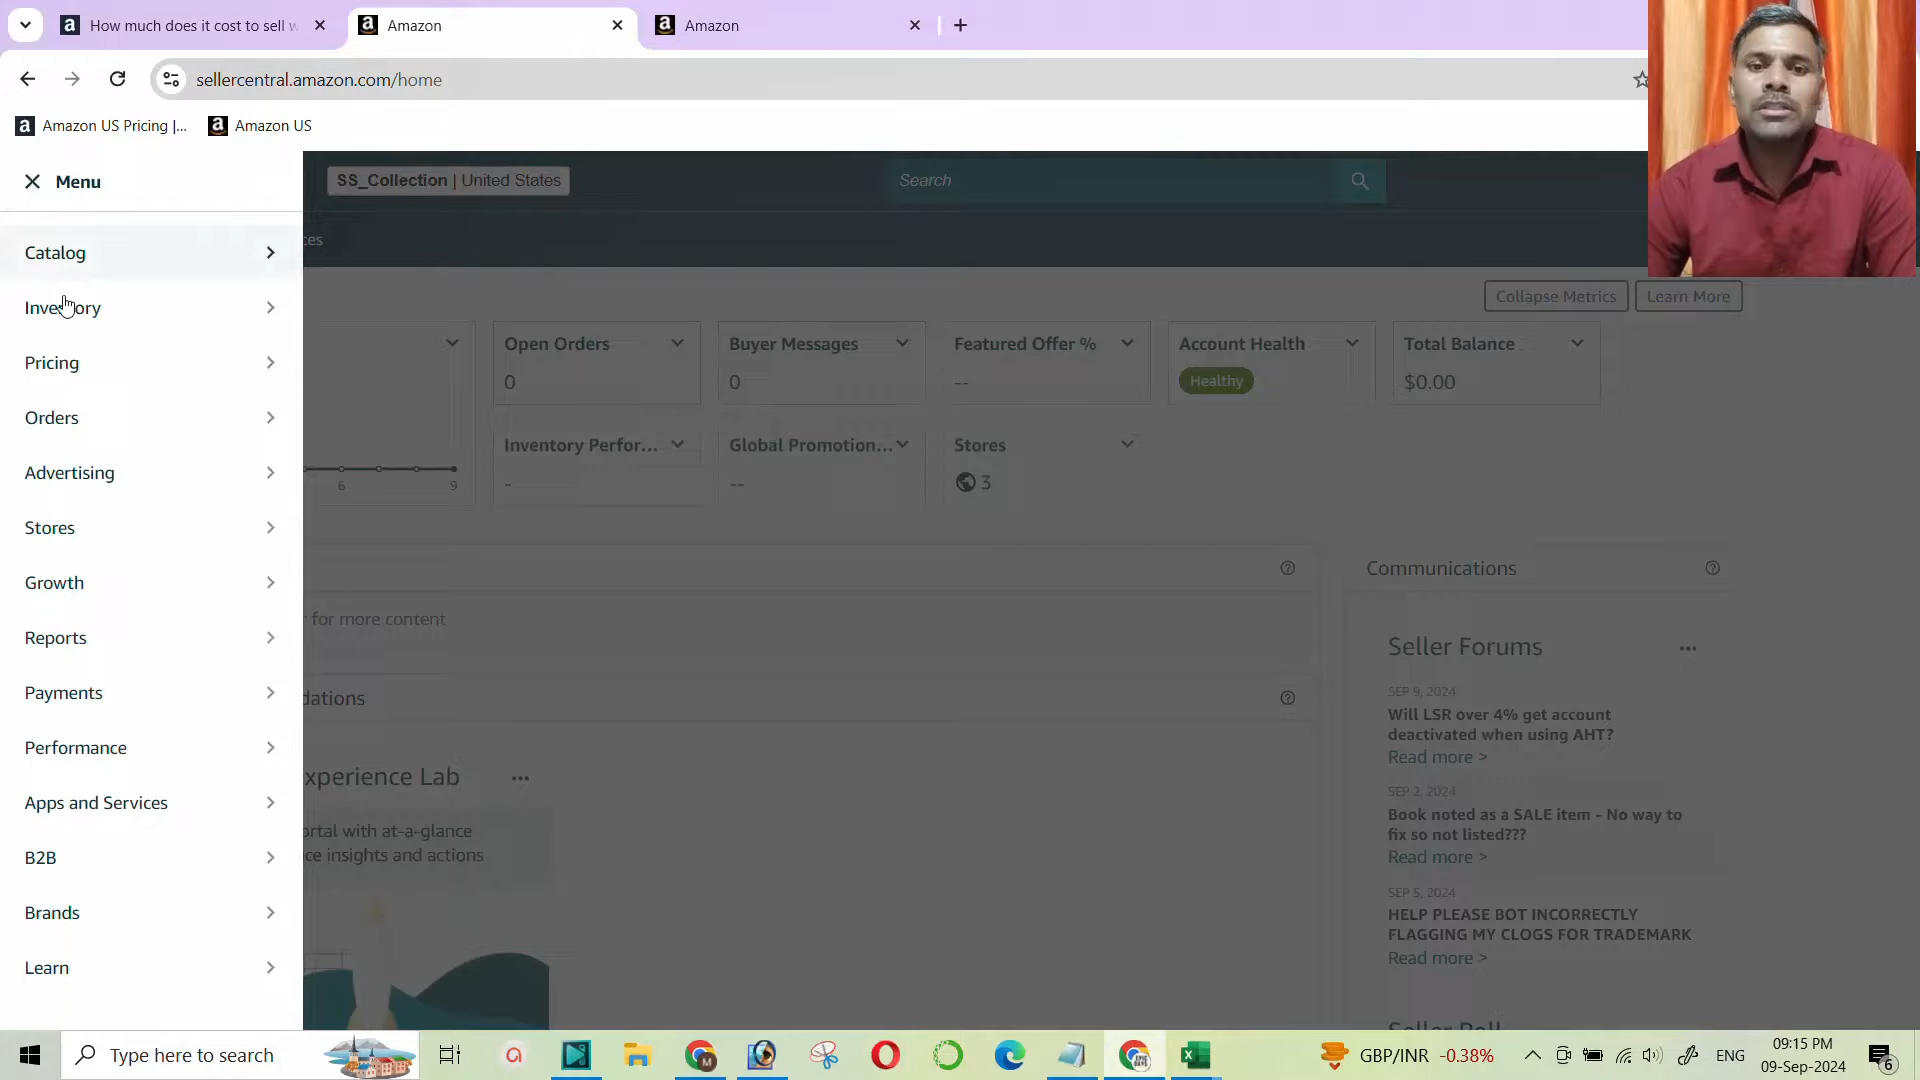 How much does it cost to sell w
Amazon
Amazon
sellercentral.amazon.com/home
Amazon US Pricing |...
Amazon US
Menu
SS_Collection | United States
Search
ces
Catalog
Inventory
Pricing
Orders
Advertising
Stores
Growth
Reports
Payments
Performance
Apps and Services
B2B
Brands
Learn
Collapse Metrics
Learn More
Open Orders
0
Buyer Messages
0
Featured Offer %
--
Account Health
Healthy
Total Balance
$0.00
6
9
Inventory Perfor...
-
Global Promotion...
--
Stores
3
for more content
dations
xperience Lab
ortal with at-a-glance
ce insights and actions
Communications
Seller Forums
SEP 9, 2024
Will LSR over 4% get account
deactivated when using AHT?
Read more >
SEP 2, 2024
Book noted as a SALE item - No way to
fix so not listed???
Read more >
SEP 5, 2024
HELP PLEASE BOT INCORRECTLY
FLAGGING MY CLOGS FOR TRADEMARK
Read more >
Seller Poll
Type here to search
GBP/INR -0.38%
ENG
09:15 PM
09-Sep-2024
6